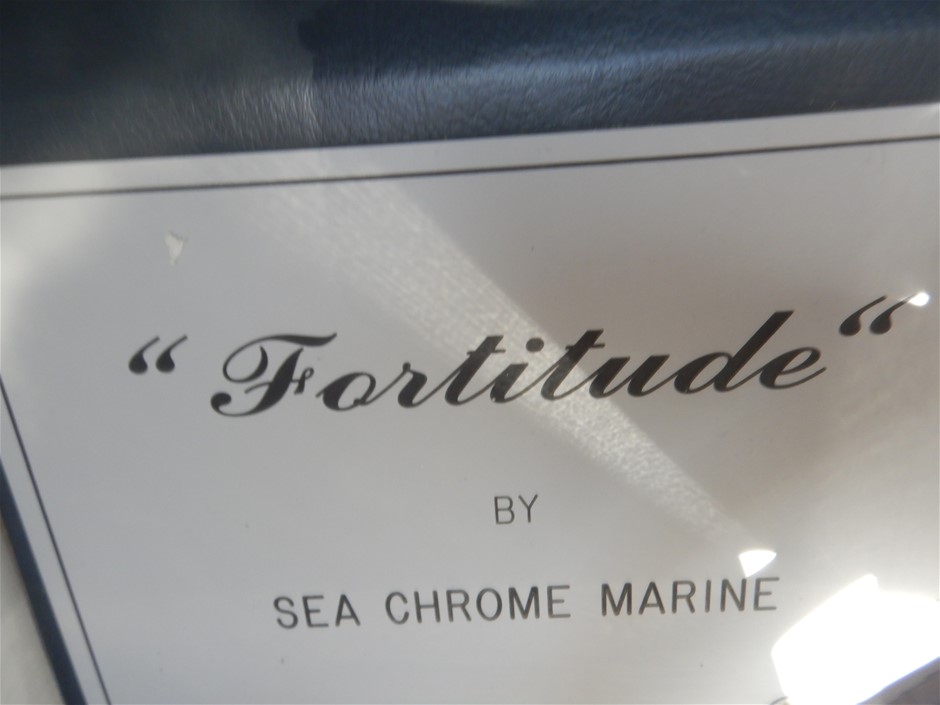 “ Fortitude “
BY
SEA CHROME MARINE